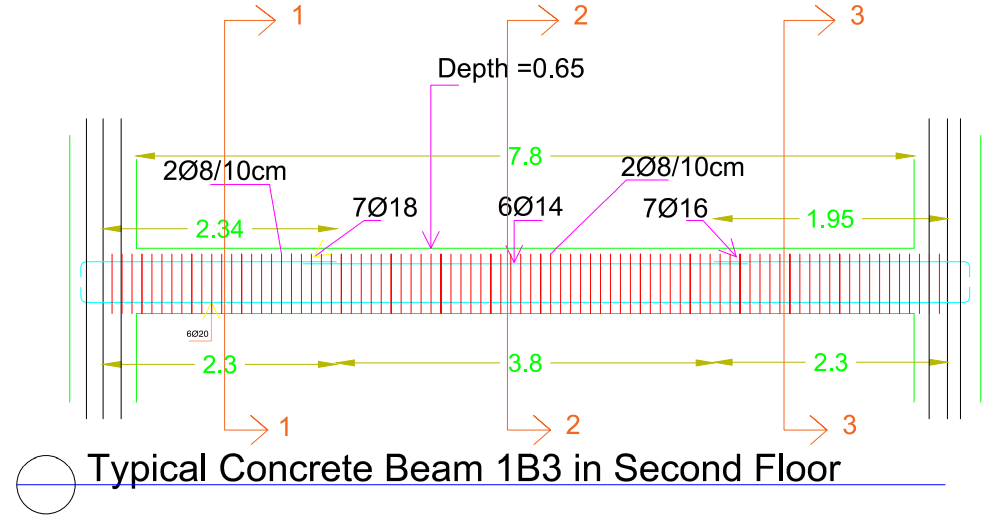 1
2
3
Depth =0.65
7.8
2Ø8/10cm
2Ø8/10cm
7Ø18
6Ø14
7Ø16
2.34
1.95
6Ø20
2.3
3.8
2.3
1
2
3
Typical Concrete Beam 1B3 in Second Floor